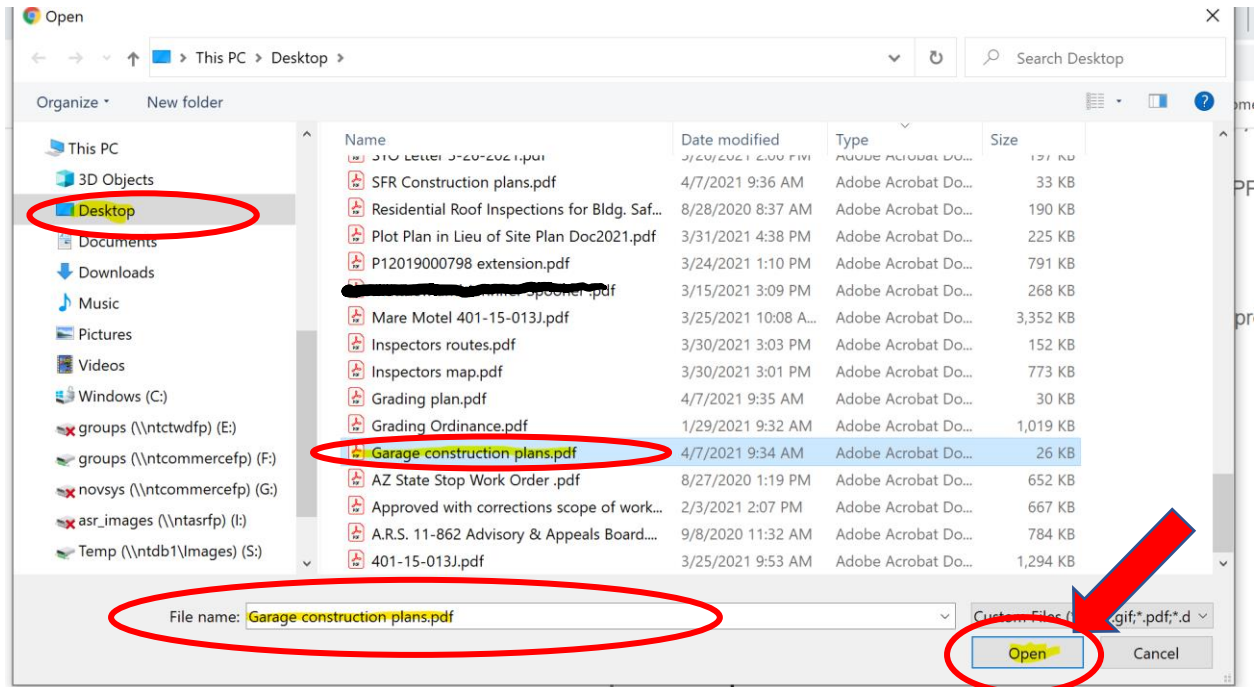 Open
This PC > Desktop >
Search Desktop
Organize
New folder
Name Date modified Type Size
This PC
3D Objects
Desktop
Documents
Downloads
Music
Pictures
Videos
Windows (C:)
groups (\\ntctwdfp) (E:)
groups (\\ntcommercefp) (F:)
novsys (\\ntcommercefp) (G:)
asr_images (\\ntasrfp) (I:)
Temp (\\ntdb1\Images) (S:)
SFR Construction plans.pdf 4/7/2021 9:36 AM Adobe Acrobat Do... 33 KB
Residential Roof Inspections for Bldg. Saf... 8/28/2020 8:37 AM Adobe Acrobat Do... 190 KB
Plot Plan in Lieu of Site Plan Doc2021.pdf 3/31/2021 4:38 PM Adobe Acrobat Do... 225 KB
P12019000798 extension.pdf 3/24/2021 1:10 PM Adobe Acrobat Do... 791 KB
.pdf 3/15/2021 3:09 PM Adobe Acrobat Do... 268 KB
Mare Motel 401-15-013J.pdf 3/25/2021 10:08 A... Adobe Acrobat Do... 3,352 KB
Inspectors routes.pdf 3/30/2021 3:03 PM Adobe Acrobat Do... 152 KB
Inspectors map.pdf 3/30/2021 3:01 PM Adobe Acrobat Do... 773 KB
Grading plan.pdf 4/7/2021 9:35 AM Adobe Acrobat Do... 30 KB
Grading Ordinance.pdf 1/29/2021 9:32 AM Adobe Acrobat Do... 1,019 KB
Garage construction plans.pdf 4/7/2021 9:34 AM Adobe Acrobat Do... 26 KB
AZ State Stop Work Order .pdf 8/27/2020 1:19 PM Adobe Acrobat Do... 652 KB
Approved with corrections scope of work... 2/3/2021 2:07 PM Adobe Acrobat Do... 667 KB
A.R.S. 11-862 Advisory & Appeals Board.... 9/8/2020 11:32 AM Adobe Acrobat Do... 784 KB
401-15-013J.pdf 3/25/2021 9:53 AM Adobe Acrobat Do... 1,294 KB
File name: Garage construction plans.pdf
Custom Files gif;*.pdf;*.d
Open
Cancel